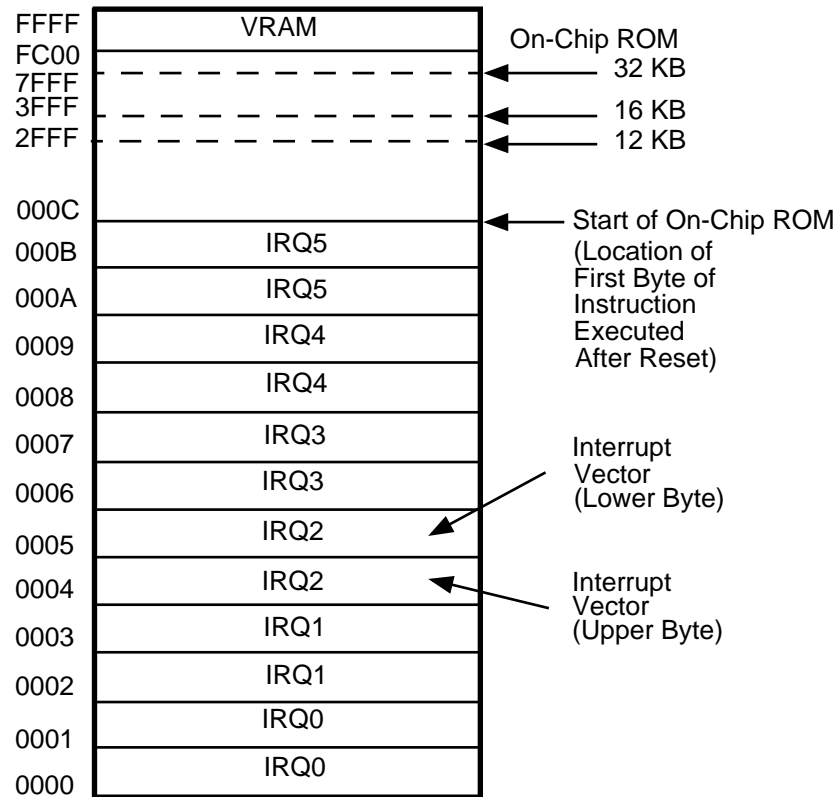 FFFF
VRAM
On-Chip ROM
FC00
32 KB
7FFF
3FFF
16 KB
2FFF
12 KB
000C
Start of On-Chip ROM
(Location of
First Byte of
Instruction
Executed
After Reset)
IRQ5
000B
IRQ5
000A
IRQ4
0009
IRQ4
0008
IRQ3
0007
IRQ3
0006
Interrupt
Vector
(Lower Byte)
IRQ2
0005
IRQ2
0004
Interrupt
Vector
(Upper Byte)
IRQ1
0003
IRQ1
0002
IRQ0
0001
IRQ0
0000